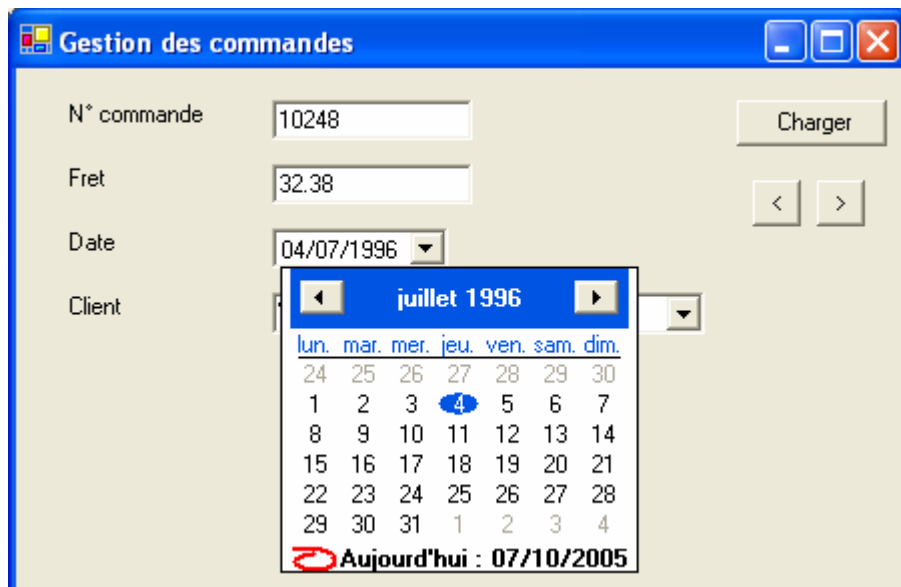 Gestion des commandes
N° commande 10248 Charger
Fret 32.38
< >
Date 04/07/1996
Client
juillet 1996
lun. mar. mer. jeu. ven. sam. dim.
24 25 26 27 28 29 30
1 2 3 4 5 6 7
8 9 10 11 12 13 14
15 16 17 18 19 20 21
22 23 24 25 26 27 28
29 30 31 1 2 3 4
Aujourd'hui : 07/10/2005